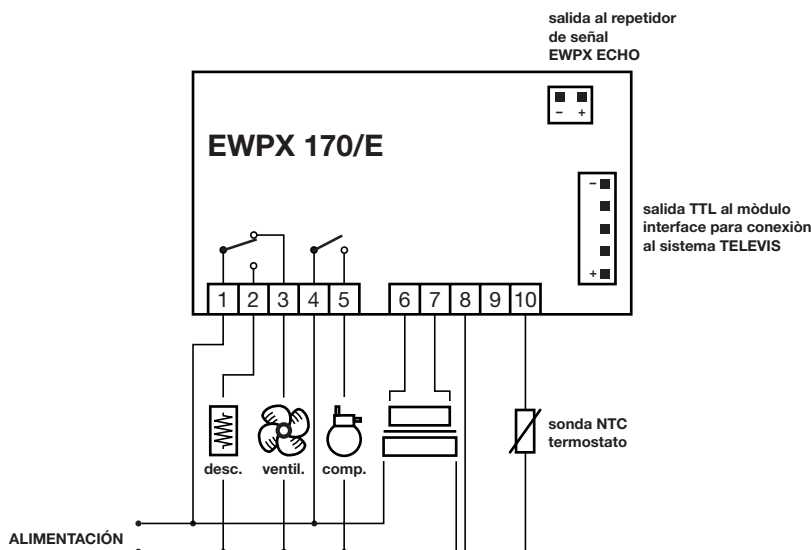 salida al repetidor
de señal
EWPX ECHO
− +
EWPX 170/E
−
salida TTL al mòdulo
interface para conexiòn
al sistema TELEVIS
+
1 2 3 4 5 6 7 8 9 10
sonda NTC
termostato
desc. ventil. comp.
ALIMENTACIÓN